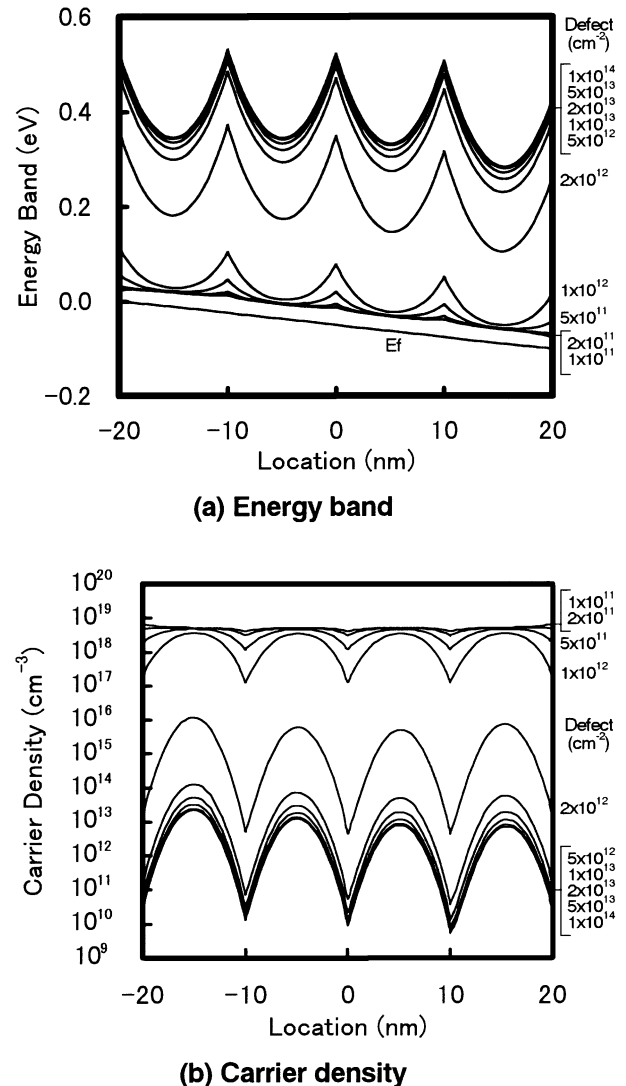 0.6
0.4
0.2
0.0
−0.2
Energy Band (eV)
Defect
(cm-2)
1x10^14
5x10^13
2x10^13
1x10^13
5x10^12
2x10^12
1x10^12
5x10^11
2x10^11
1x10^11
Ef
−20 −10 0 10 20
Location (nm)
(a) Energy band
10^20
10^19
10^18
10^17
10^16
10^15
10^14
10^13
10^12
10^11
10^10
10^9
Carrier Density (cm−3)
1x10^11
2x10^11
5x10^11
1x10^12
Defect
(cm-2)
2x10^12
5x10^12
1x10^13
2x10^13
5x10^13
1x10^14
−20 −10 0 10 20
Location (nm)
(b) Carrier density